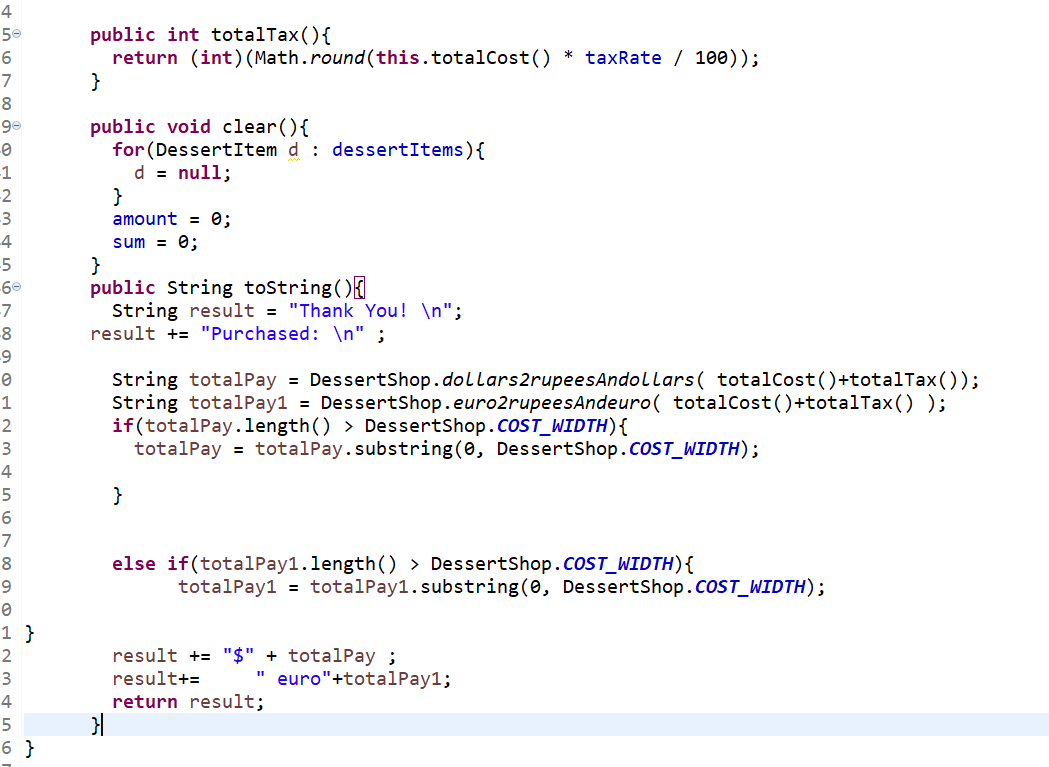 4
5 public int totalTax(){
6 return (int)(Math.round(this.totalCost() * taxRate / 100));
7 }
8
9 public void clear(){
0 for(DessertItem d : dessertItems){
1 d = null;
2 }
3 amount = 0;
4 sum = 0;
5 }
6 public String toString(){
7 String result = "Thank You! \n";
8 result += "Purchased: \n" ;
9
0 String totalPay = DessertShop.dollars2rupeesAndollars( totalCost()+totalTax());
1 String totalPay1 = DessertShop.euro2rupeesAndeuro( totalCost()+totalTax() );
2 if(totalPay.length() > DessertShop.COST_WIDTH){
3 totalPay = totalPay.substring(0, DessertShop.COST_WIDTH);
4
5 }
6
7
8 else if(totalPay1.length() > DessertShop.COST_WIDTH){
9 totalPay1 = totalPay1.substring(0, DessertShop.COST_WIDTH);
0
1 }
2 result += "$" + totalPay ;
3 result+= " euro"+totalPay1;
4 return result;
5 }
6 }